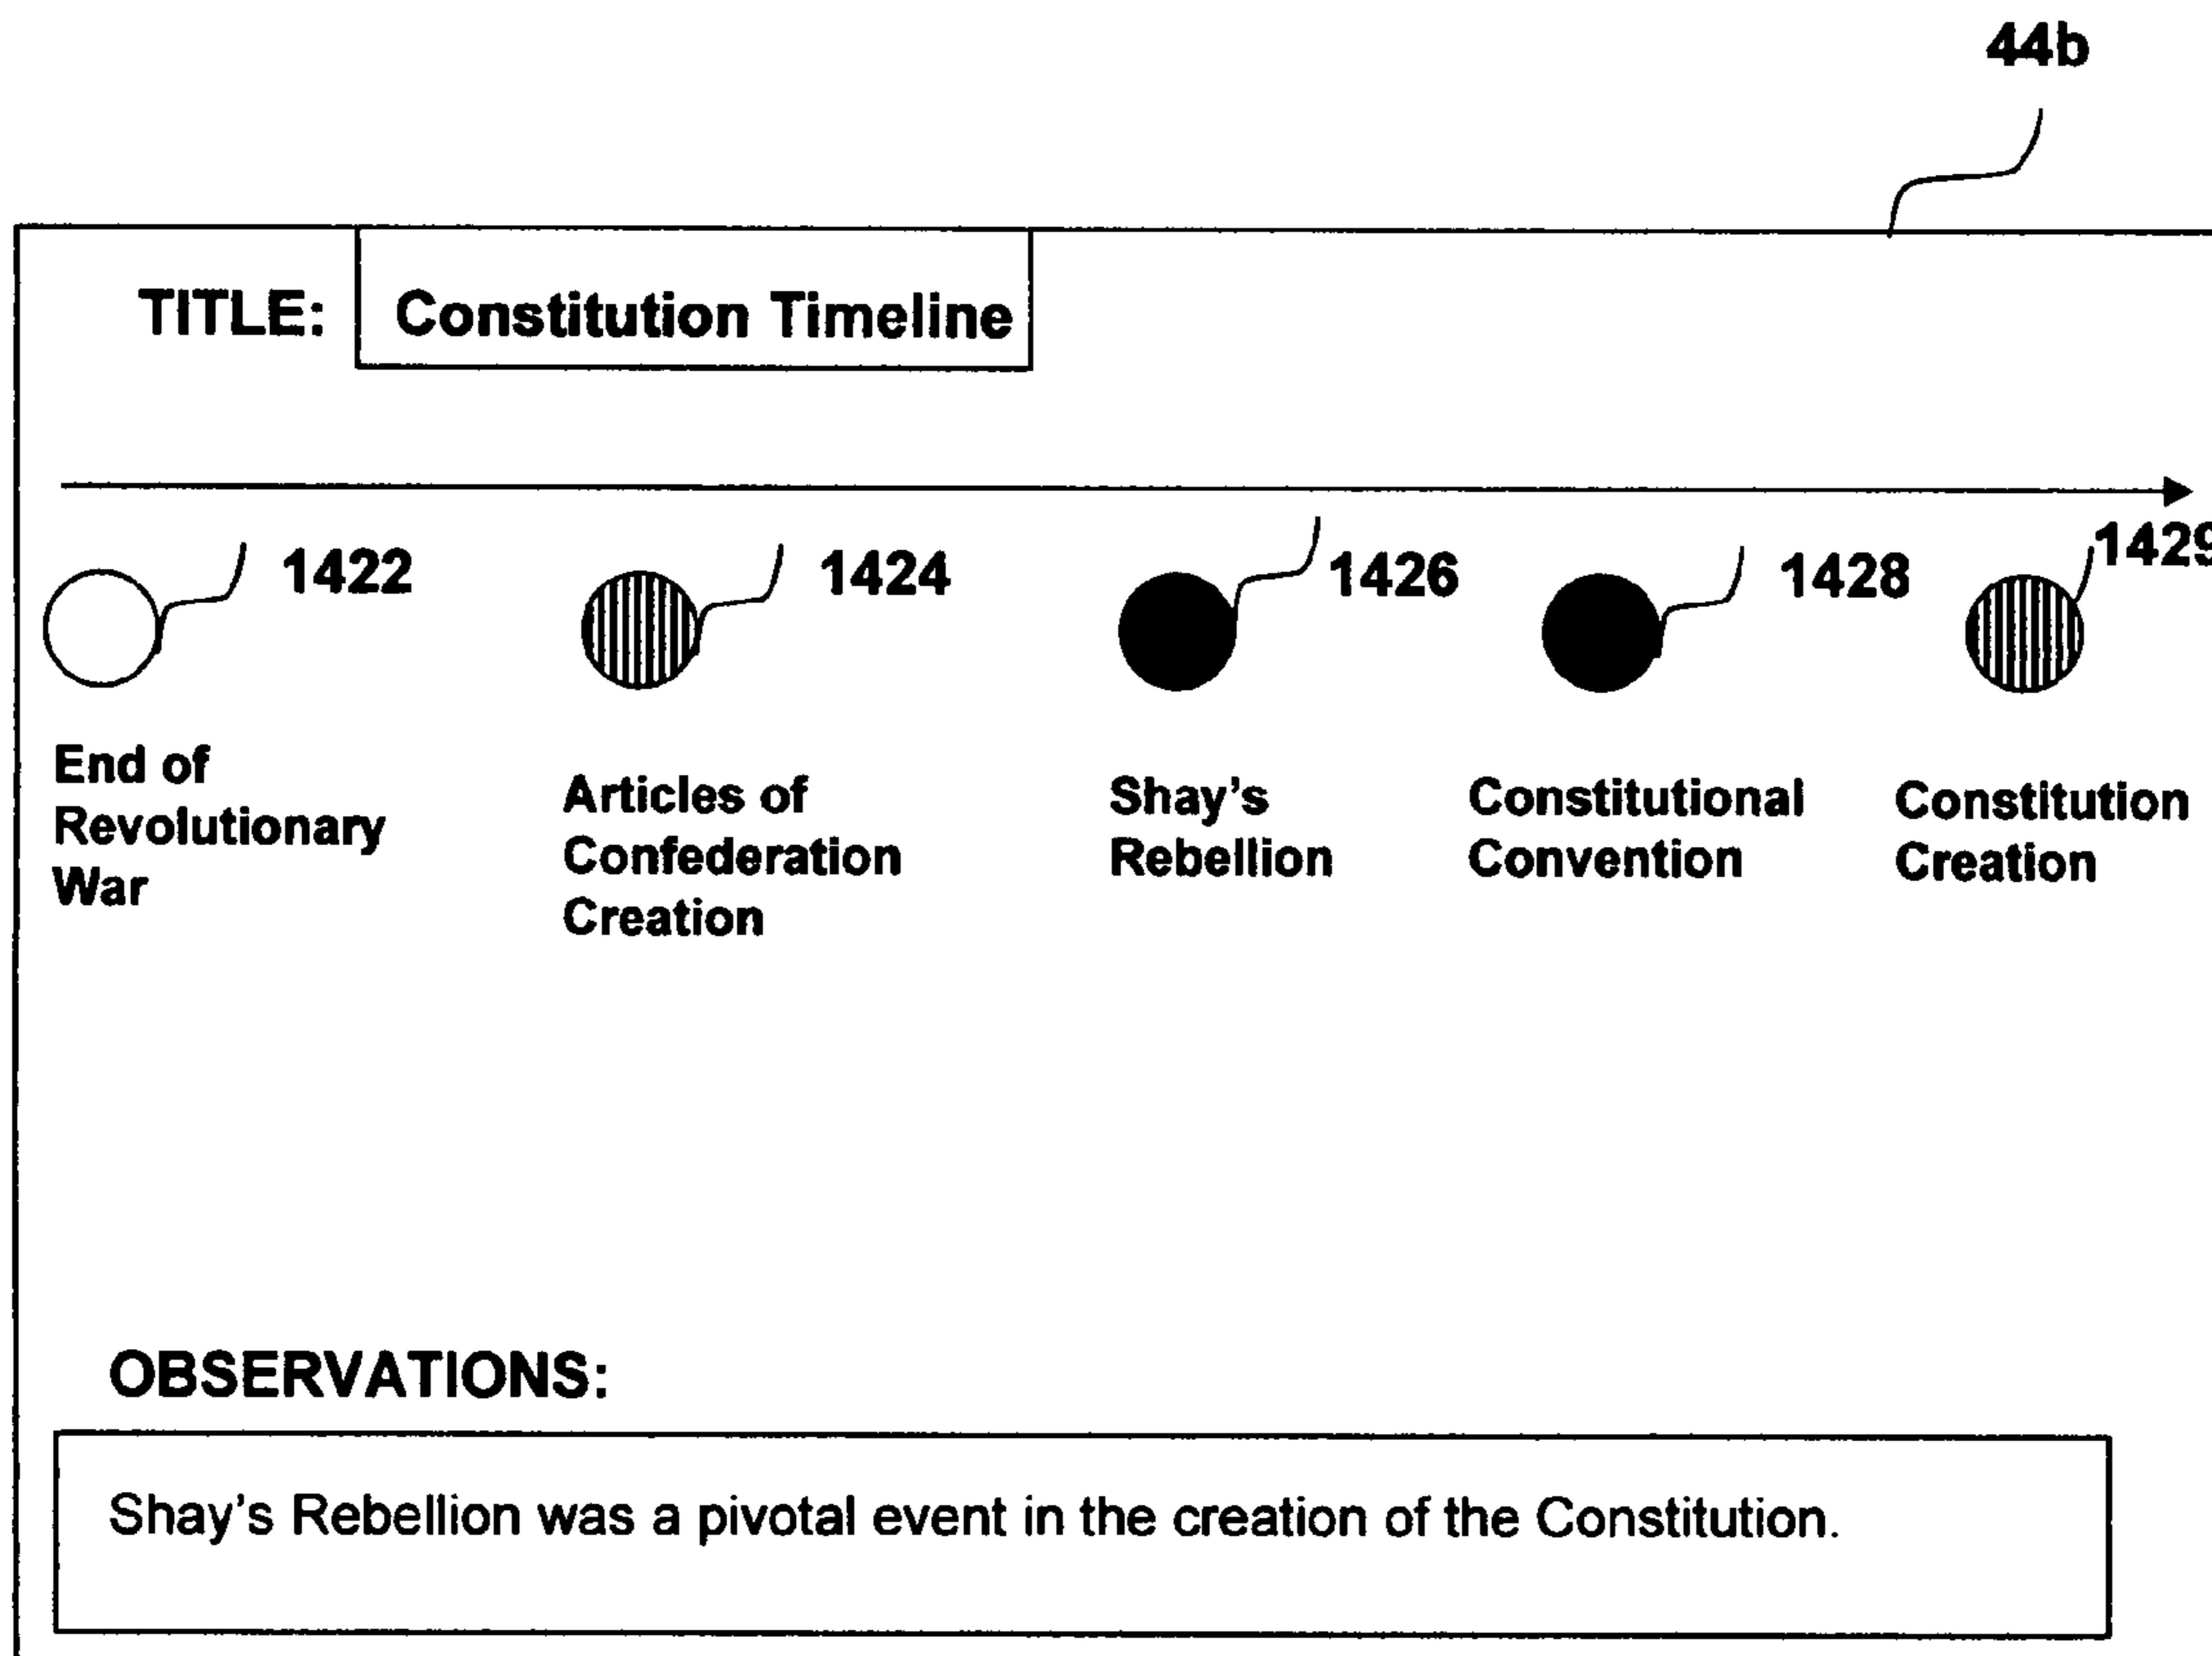 44b
TITLE: Constitution Timeline
1422 1424 1426 1428 1429
End of
Revolutionary
War
Articles of
Confederation
Creation
Shay's
Rebellion
Constitutional
Convention
Constitution
Creation
OBSERVATIONS:
Shay's Rebellion was a pivotal event in the creation of the Constitution.